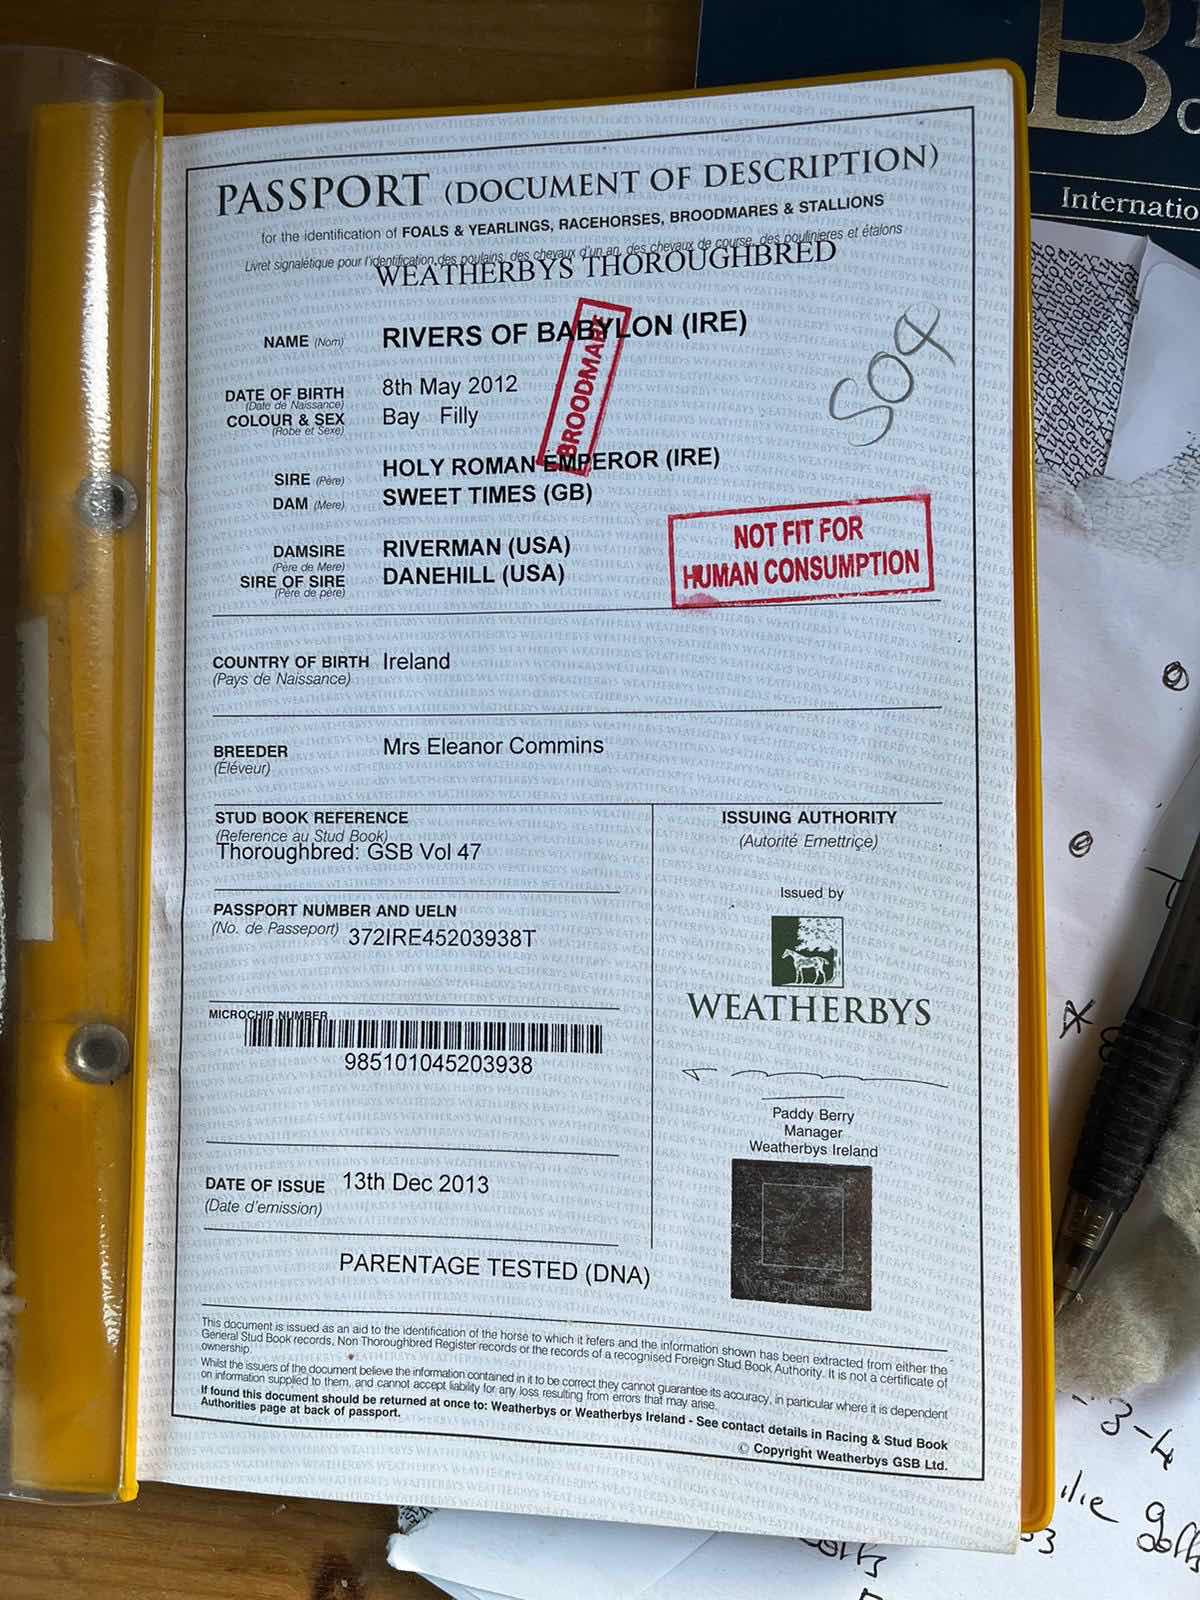 PASSPORT (DOCUMENT OF DESCRIPTION)
for the identification of FOALS & YEARLINGS, RACEHORSES, BROODMARES & STALLIONS
Livret signalétique pour l'identification des poulains, des chevaux d'un an, des chevaux de course, des poulinieres et étalons
WEATHERBYS THOROUGHBRED
NAME (Nom) RIVERS OF BABYLON (IRE)
BROODMARE
504
DATE OF BIRTH 8th May 2012
(Date de Naissance)
COLOUR & SEX Bay Filly
(Robe et Sexe)
SIRE (Père) HOLY ROMAN EMPEROR (IRE)
DAM (Mere) SWEET TIMES (GB)
DAMSIRE RIVERMAN (USA)
(Père de Mere)
SIRE OF SIRE DANEHILL (USA)
(Père de père)
NOT FIT FOR
HUMAN CONSUMPTION
COUNTRY OF BIRTH Ireland
(Pays de Naissance)
BREEDER Mrs Eleanor Commins
(Éléveur)
STUD BOOK REFERENCE
(Reference au Stud Book)
Thoroughbred: GSB Vol 47
PASSPORT NUMBER AND UELN
(No. de Passeport) 372IRE45203938T
MICROCHIP NUMBER
985101045203938
DATE OF ISSUE 13th Dec 2013
(Date d'emission)
ISSUING AUTHORITY
(Autorité Emettriçe)
Issued by
WEATHERBYS
Paddy Berry
Manager
Weatherbys Ireland
PARENTAGE TESTED (DNA)
This document is issued as an aid to the identification of the horse to which it refers and the information shown has been extracted from either the
General Stud Book records, Non Thoroughbred Register records or the records of a recognised Foreign Stud Book Authority. It is not a certificate of
ownership.
Whilst the issuers of the document believe the information contained in it to be correct they cannot guarantee its accuracy, in particular where it is dependent
on information supplied to them, and cannot accept liability for any loss resulting from errors that may arise.
If found this document should be returned at once to: Weatherbys or Weatherbys Ireland - See contact details in Racing & Stud Book
Authorities page at back of passport.
© Copyright Weatherbys GSB Ltd.
B
Internatio
3-4